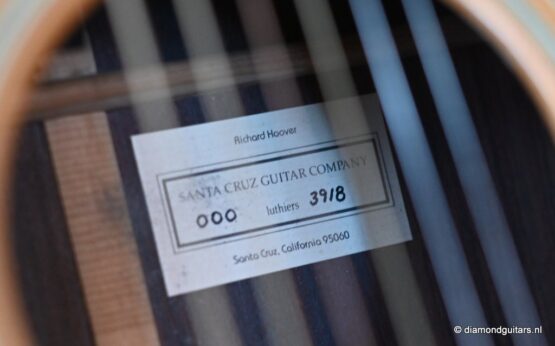 Richard Hoover
SANTA CRUZ GUITAR COMPANY
000 luthiers 3918
Santa Cruz, California 95060
© diamondguitars.nl